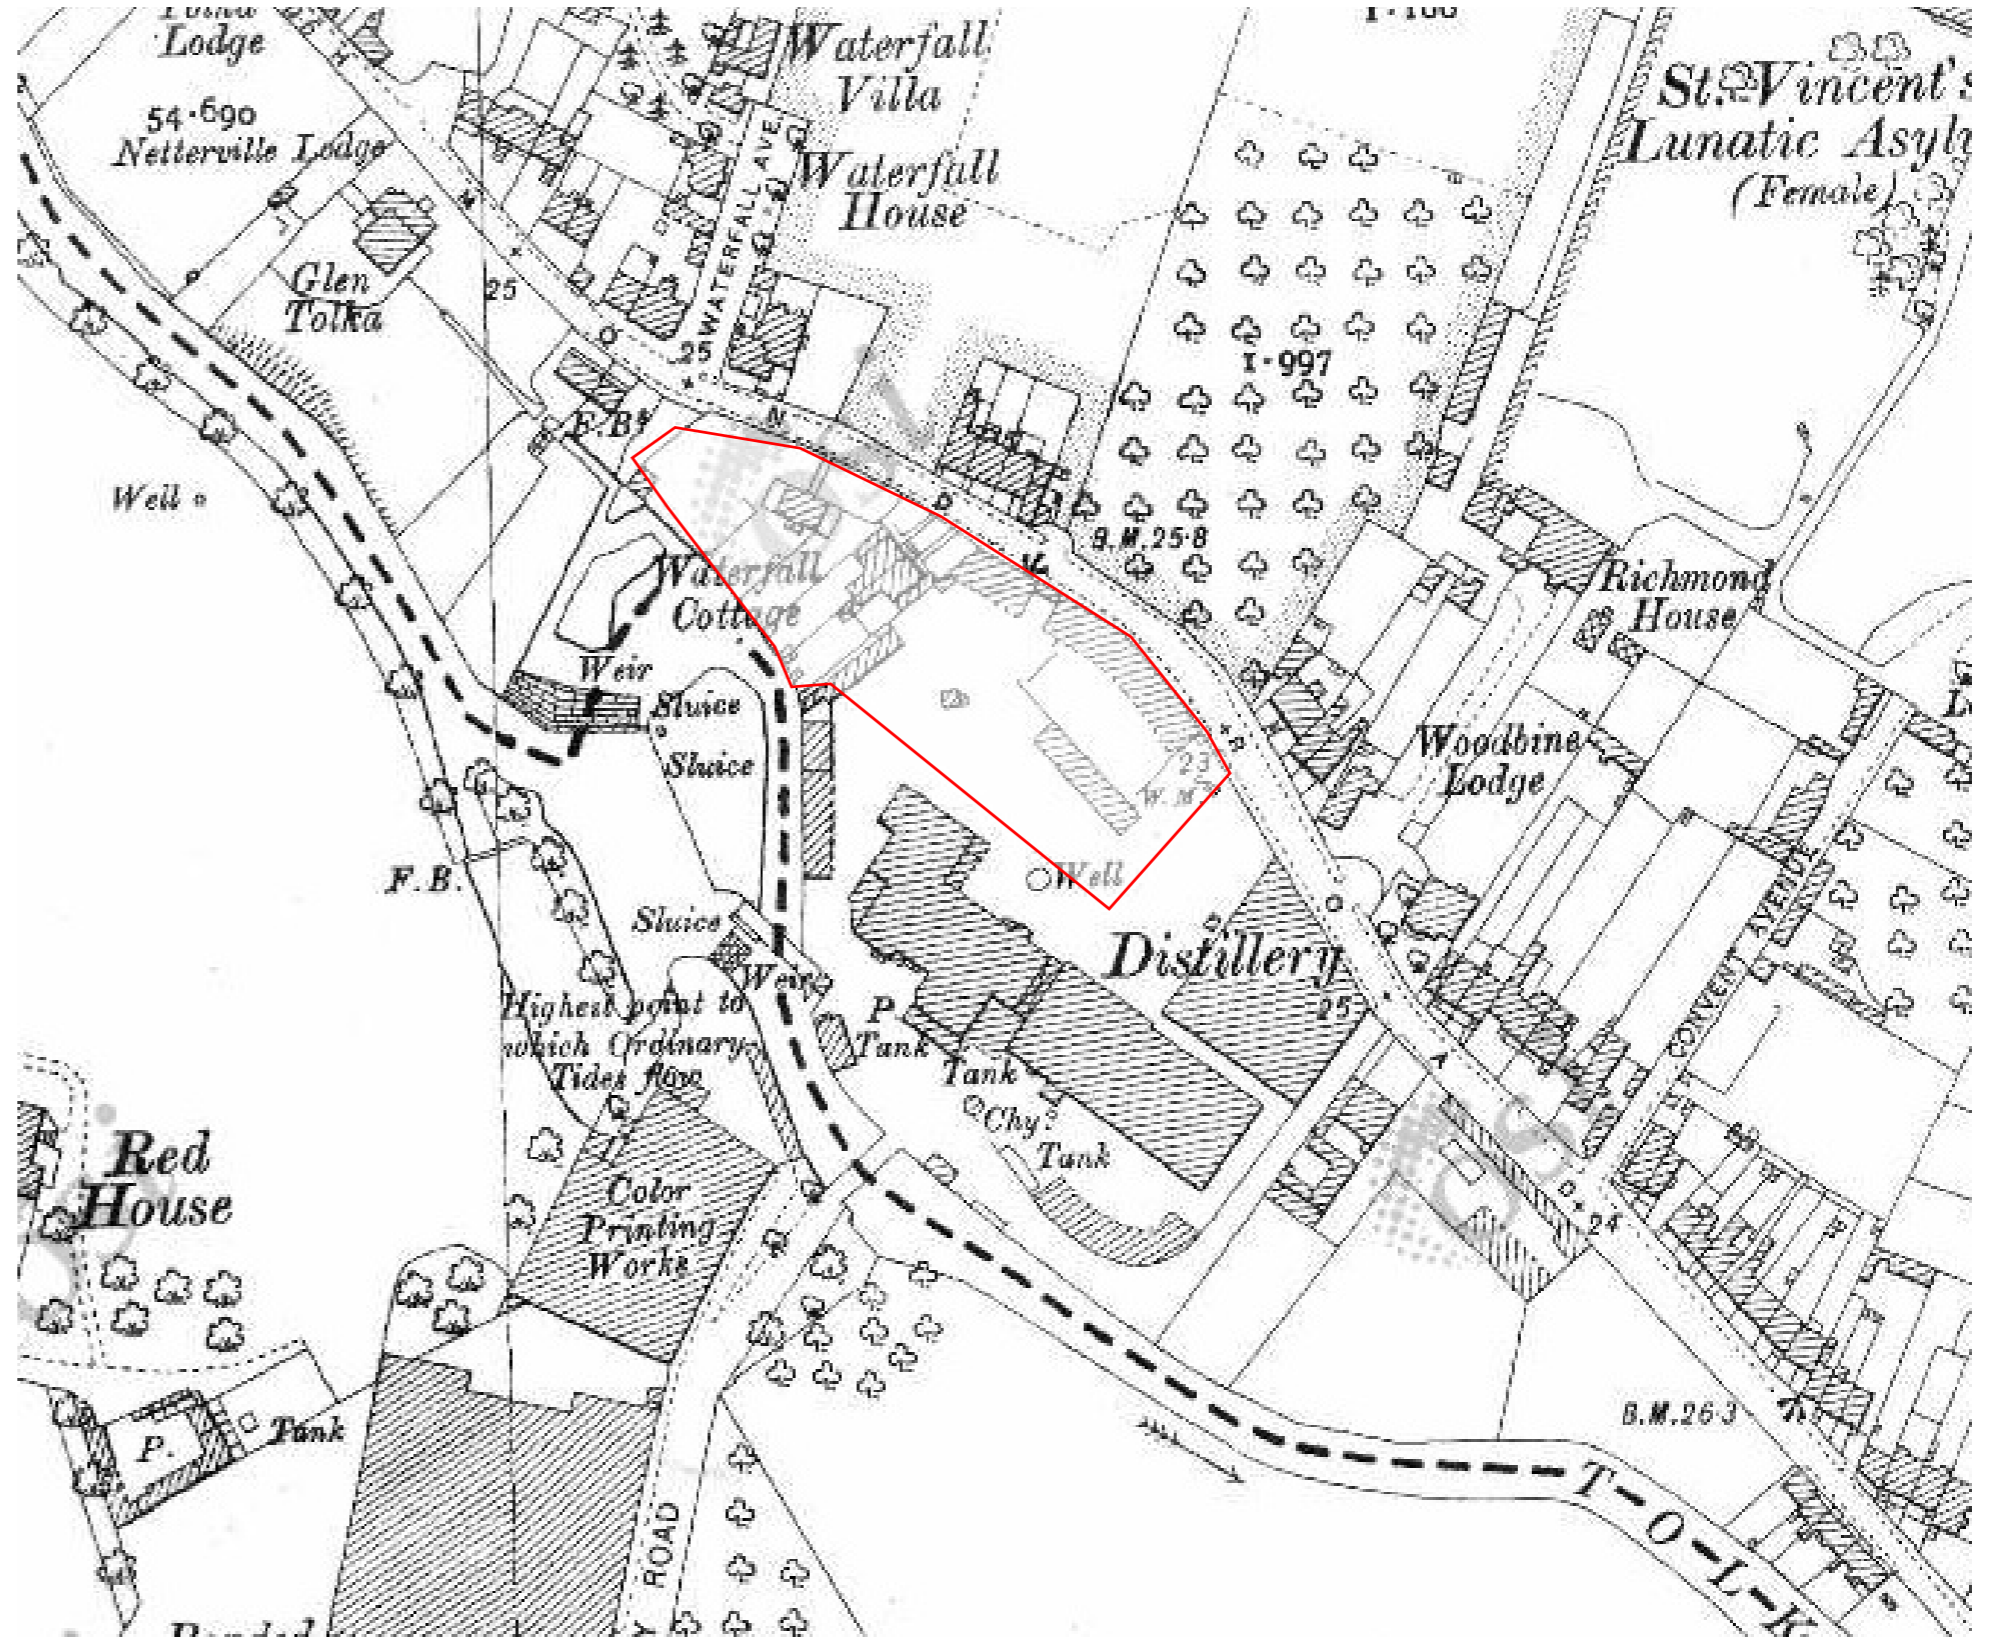 Lodge
54·690
Netterville Lodge
Glen
Tolka
25
Waterfall
Villa
Waterfall
House
WATERFALL AVE.
25
1·997
St. Vincent's
Lunatic
(Female)
Well
F.B.
B.M.25·8
Waterfall
Cottage
Weir
Sluice
Sluice
Richmond
House
Woodbine
Lodge
23
W.M.
Well
F.B.
Sluice
Weir
Distillery
25
Highest point to
which Ordinary
Tides flow
P.
Tank
Tank
Chy.
Tank
CONVENT AVENUE
24
Red
House
Color
Printing
Works
P.
Tank
B.M.26·3
ROAD
T-O-L-K